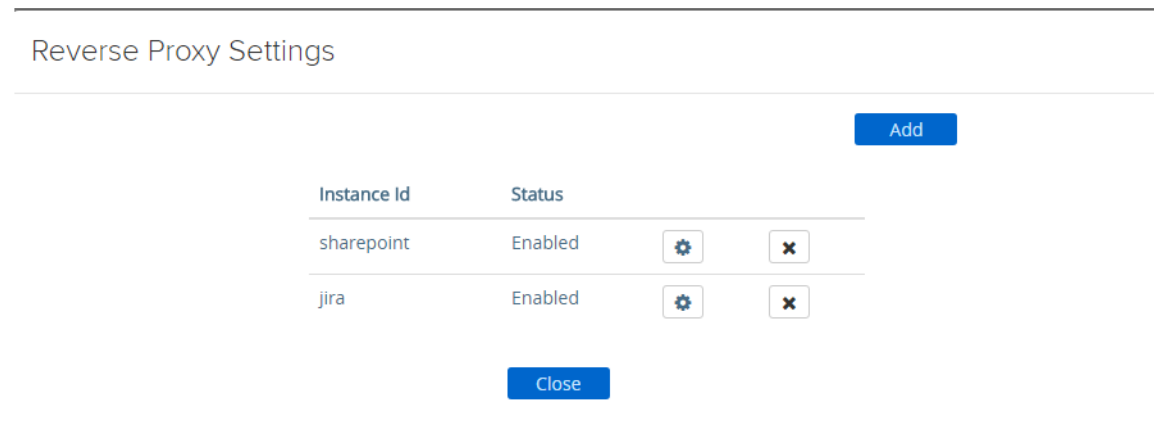 Reverse Proxy Settings
Add
Instance Id Status
sharepoint Enabled
jira Enabled
Close